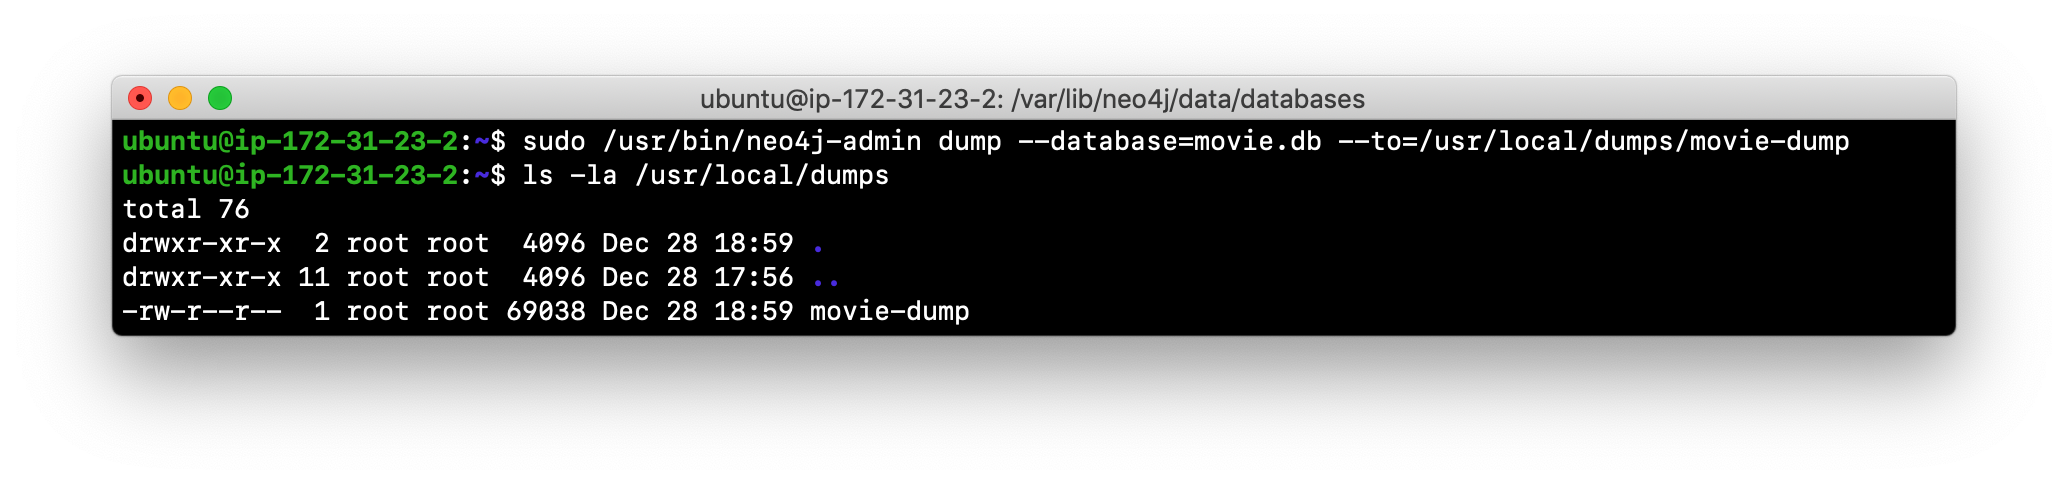 ubuntu@ip-172-31-23-2: /var/lib/neo4j/data/databases
ubuntu@ip-172-31-23-2:~$ sudo /usr/bin/neo4j-admin dump --database=movie.db --to=/usr/local/dumps/movie-dump
ubuntu@ip-172-31-23-2:~$ ls -la /usr/local/dumps
total 76
drwxr-xr-x  2 root root  4096 Dec 28 18:59 .
drwxr-xr-x 11 root root  4096 Dec 28 17:56 ..
-rw-r--r--  1 root root 69038 Dec 28 18:59 movie-dump